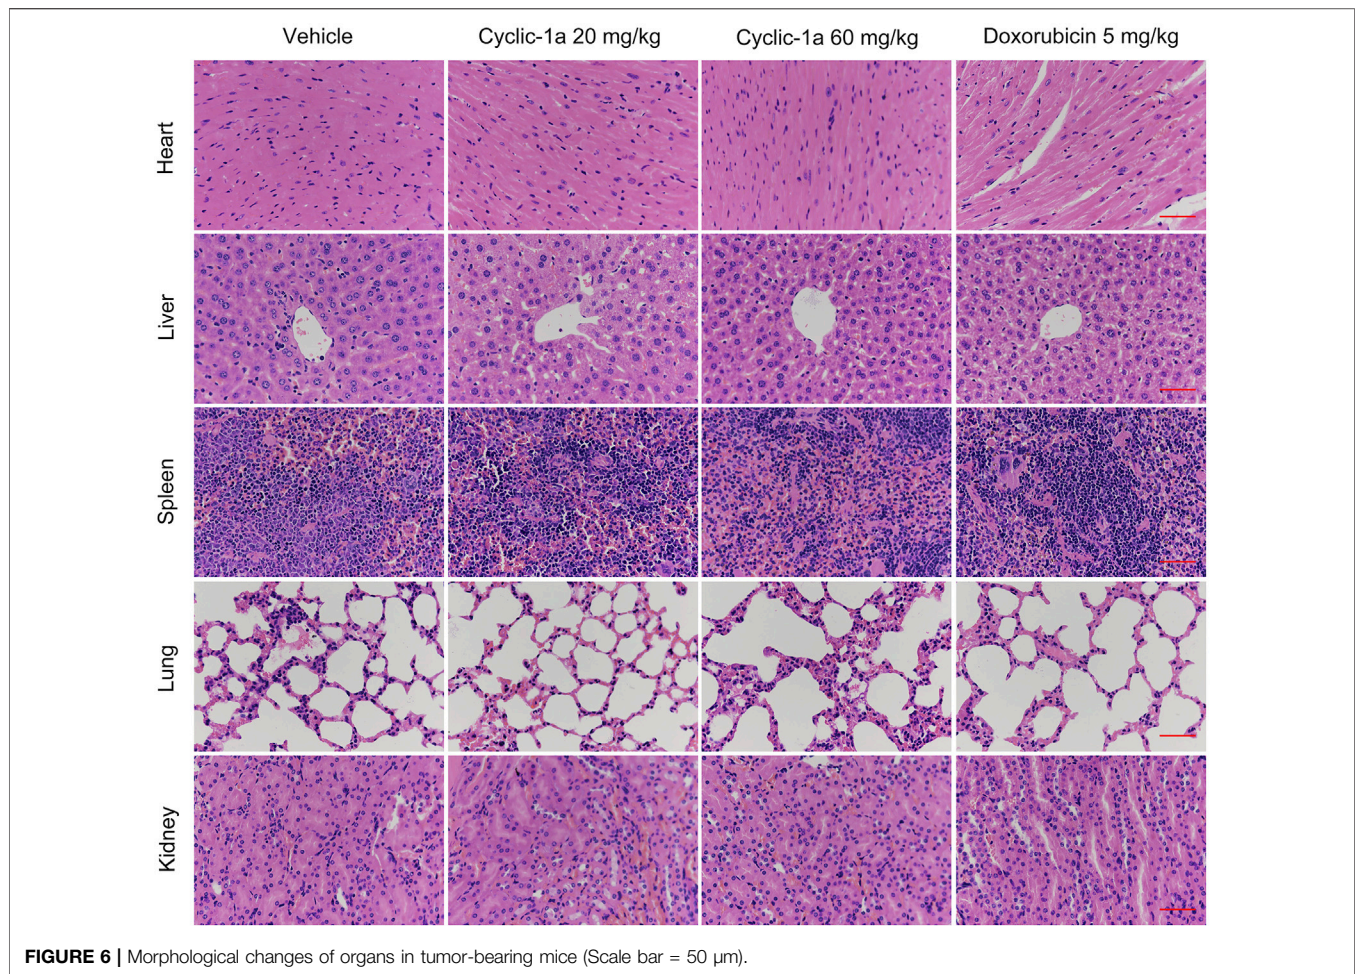 Vehicle
Cyclic-1a 20 mg/kg
Cyclic-1a 60 mg/kg
Doxorubicin 5 mg/kg
Heart
Liver
Spleen
Lung
Kidney
FIGURE 6 | Morphological changes of organs in tumor-bearing mice (Scale bar = 50 µm).